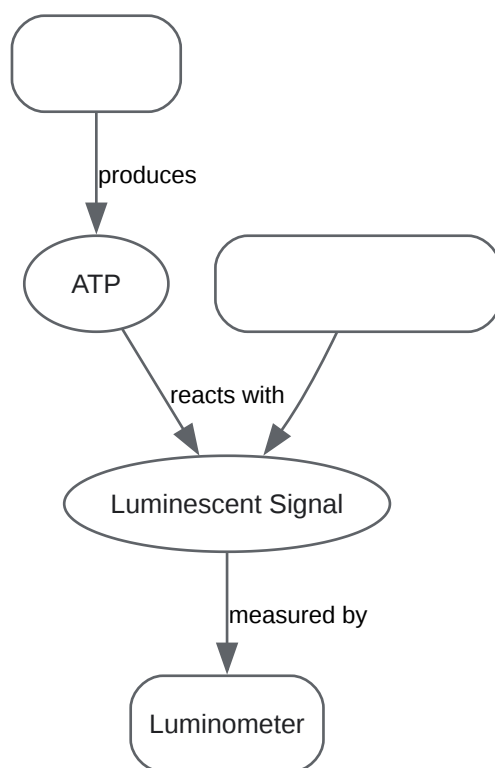 produces
ATP
reacts with
Luminescent Signal
measured by
Luminometer